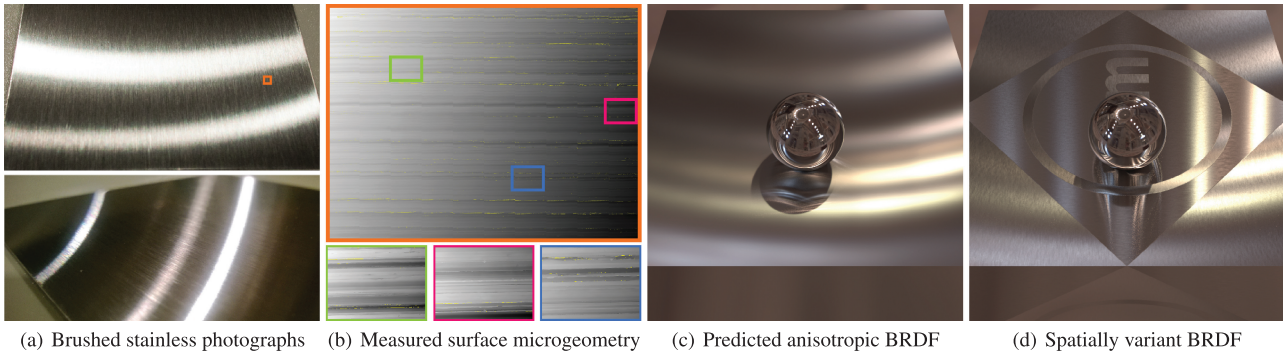 m
(a) Brushed stainless photographs
(b) Measured surface microgeometry
(c) Predicted anisotropic BRDF
(d) Spatially variant BRDF